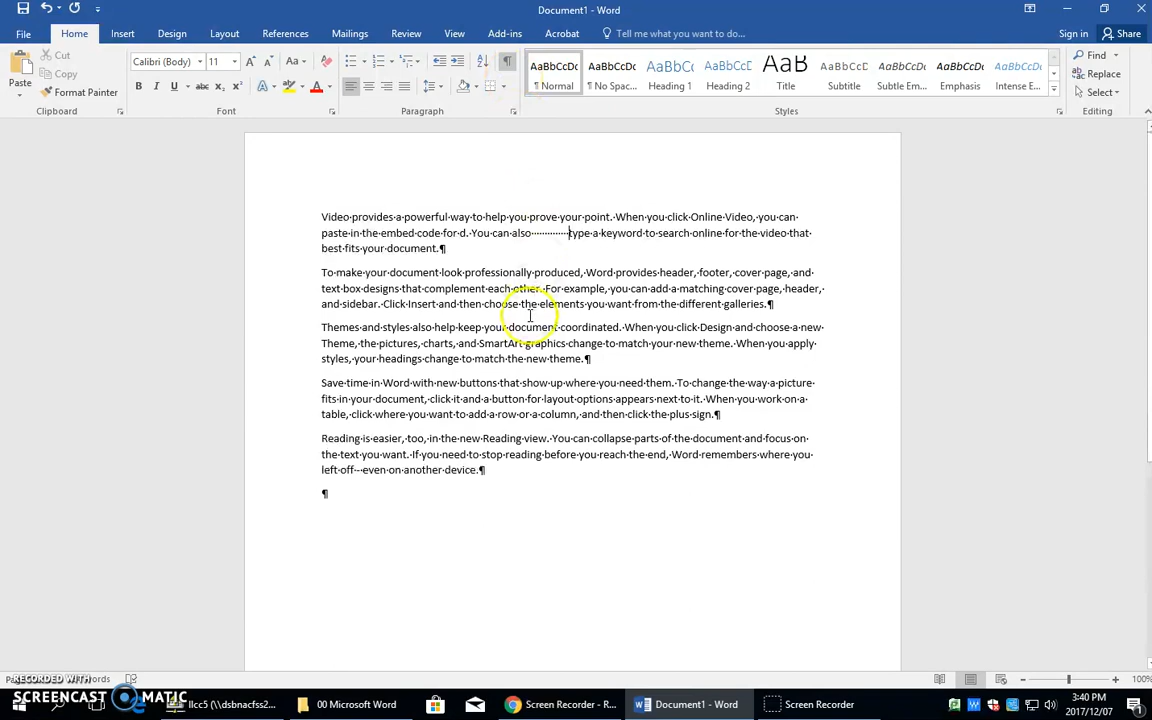 Document1 - Word
File Home Insert Design Layout References Mailings Review View Add-ins Acrobat Tell me what you want to do... Sign in Share
Cut
Copy
Paste Format Painter
Clipboard
Calibri (Body) 11
Font
Paragraph
AaBbCcDc AaBbCcDc AaBbCc AaBbCcD AaB AaBbCcD AaBbCcDc AaBbCcDc AaBbCcDc
¶ Normal ¶ No Spac... Heading 1 Heading 2 Title Subtitle Subtle Em... Emphasis Intense E...
Styles
Find
Replace
Select
Editing
Video·provides·a·powerful·way·to·help·you·prove·your·point.·When·you·click·Online·Video,·you·can·
paste·in·the·embed·code·for·d.·You·can·also··············type·a·keyword·to·search·online·for·the·video·that·
best·fits·your·document.¶
To·make·your·document·look·professionally·produced,·Word·provides·header,·footer,·cover·page,·and·
text·box·designs·that·complement·each·other.·For·example,·you·can·add·a·matching·cover·page,·header,·
and·sidebar.·Click·Insert·and·then·choose·the·elements·you·want·from·the·different·galleries.¶
Themes·and·styles·also·help·keep·your·document·coordinated.·When·you·click·Design·and·choose·a·new·
Theme,·the·pictures,·charts,·and·SmartArt·graphics·change·to·match·your·new·theme.·When·you·apply·
styles,·your·headings·change·to·match·the·new·theme.¶
Save·time·in·Word·with·new·buttons·that·show·up·where·you·need·them.·To·change·the·way·a·picture·
fits·in·your·document,·click·it·and·a·button·for·layout·options·appears·next·to·it.·When·you·work·on·a·
table,·click·where·you·want·to·add·a·row·or·a·column,·and·then·click·the·plus·sign.¶
Reading·is·easier,·too,·in·the·new·Reading·view.·You·can·collapse·parts·of·the·document·and·focus·on·
the·text·you·want.·If·you·need·to·stop·reading·before·you·reach·the·end,·Word·remembers·where·you·
left·off·-·even·on·another·device.¶
¶
RECORDED WITH
SCREENCAST MATIC
100%
llcc5 (\\dsbnacfss2... 00 Microsoft Word Screen Recorder - R... Document1 - Word Screen Recorder
3:40 PM
2017/12/07